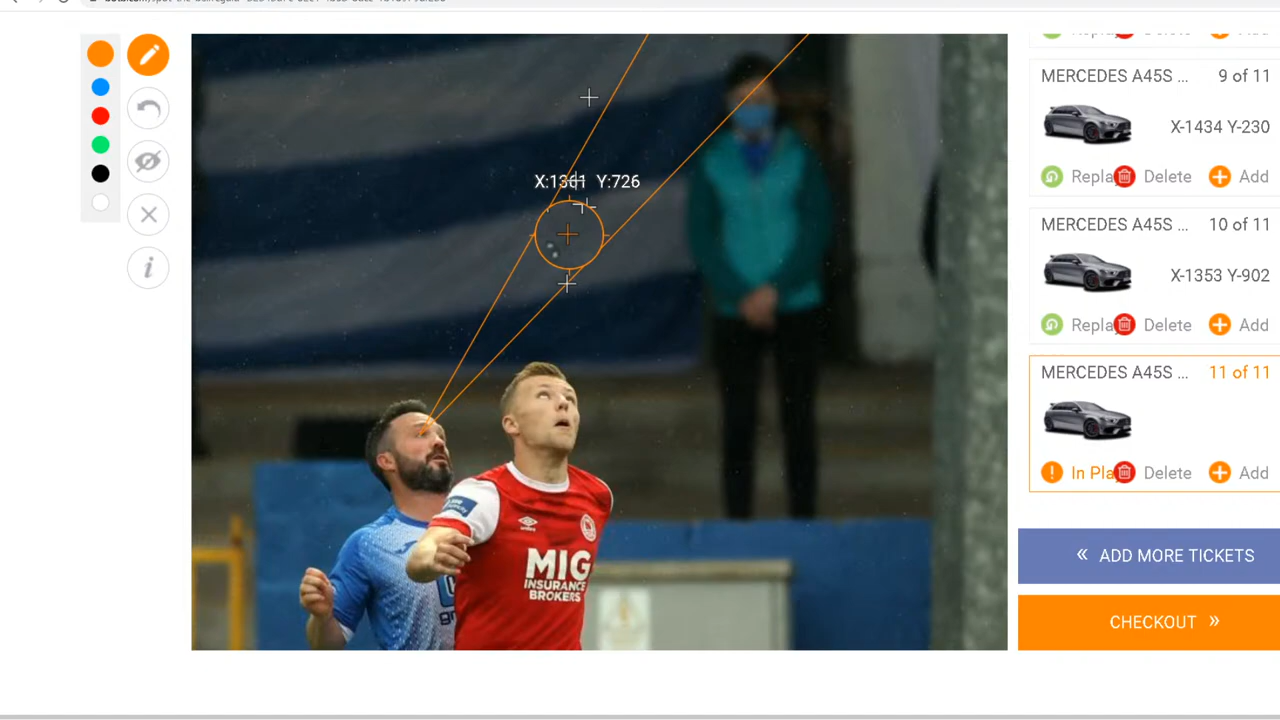 X:1361 Y:726
MIG
INSURANCE
BROKERS
Delete
Add
MERCEDES A45S ... 9 of 11
X-1434 Y-230
Repla Delete Add
MERCEDES A45S ... 10 of 11
X-1353 Y-902
Repla Delete Add
MERCEDES A45S ... 11 of 11
In Pla Delete Add
« ADD MORE TICKETS
CHECKOUT »